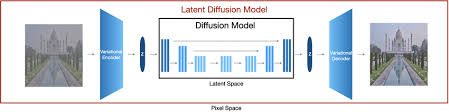 Latent Diffusion Model
Diffusion Model
Variational
Encoder
Z
Z
Variational
Decoder
Latent Space
Pixel Space